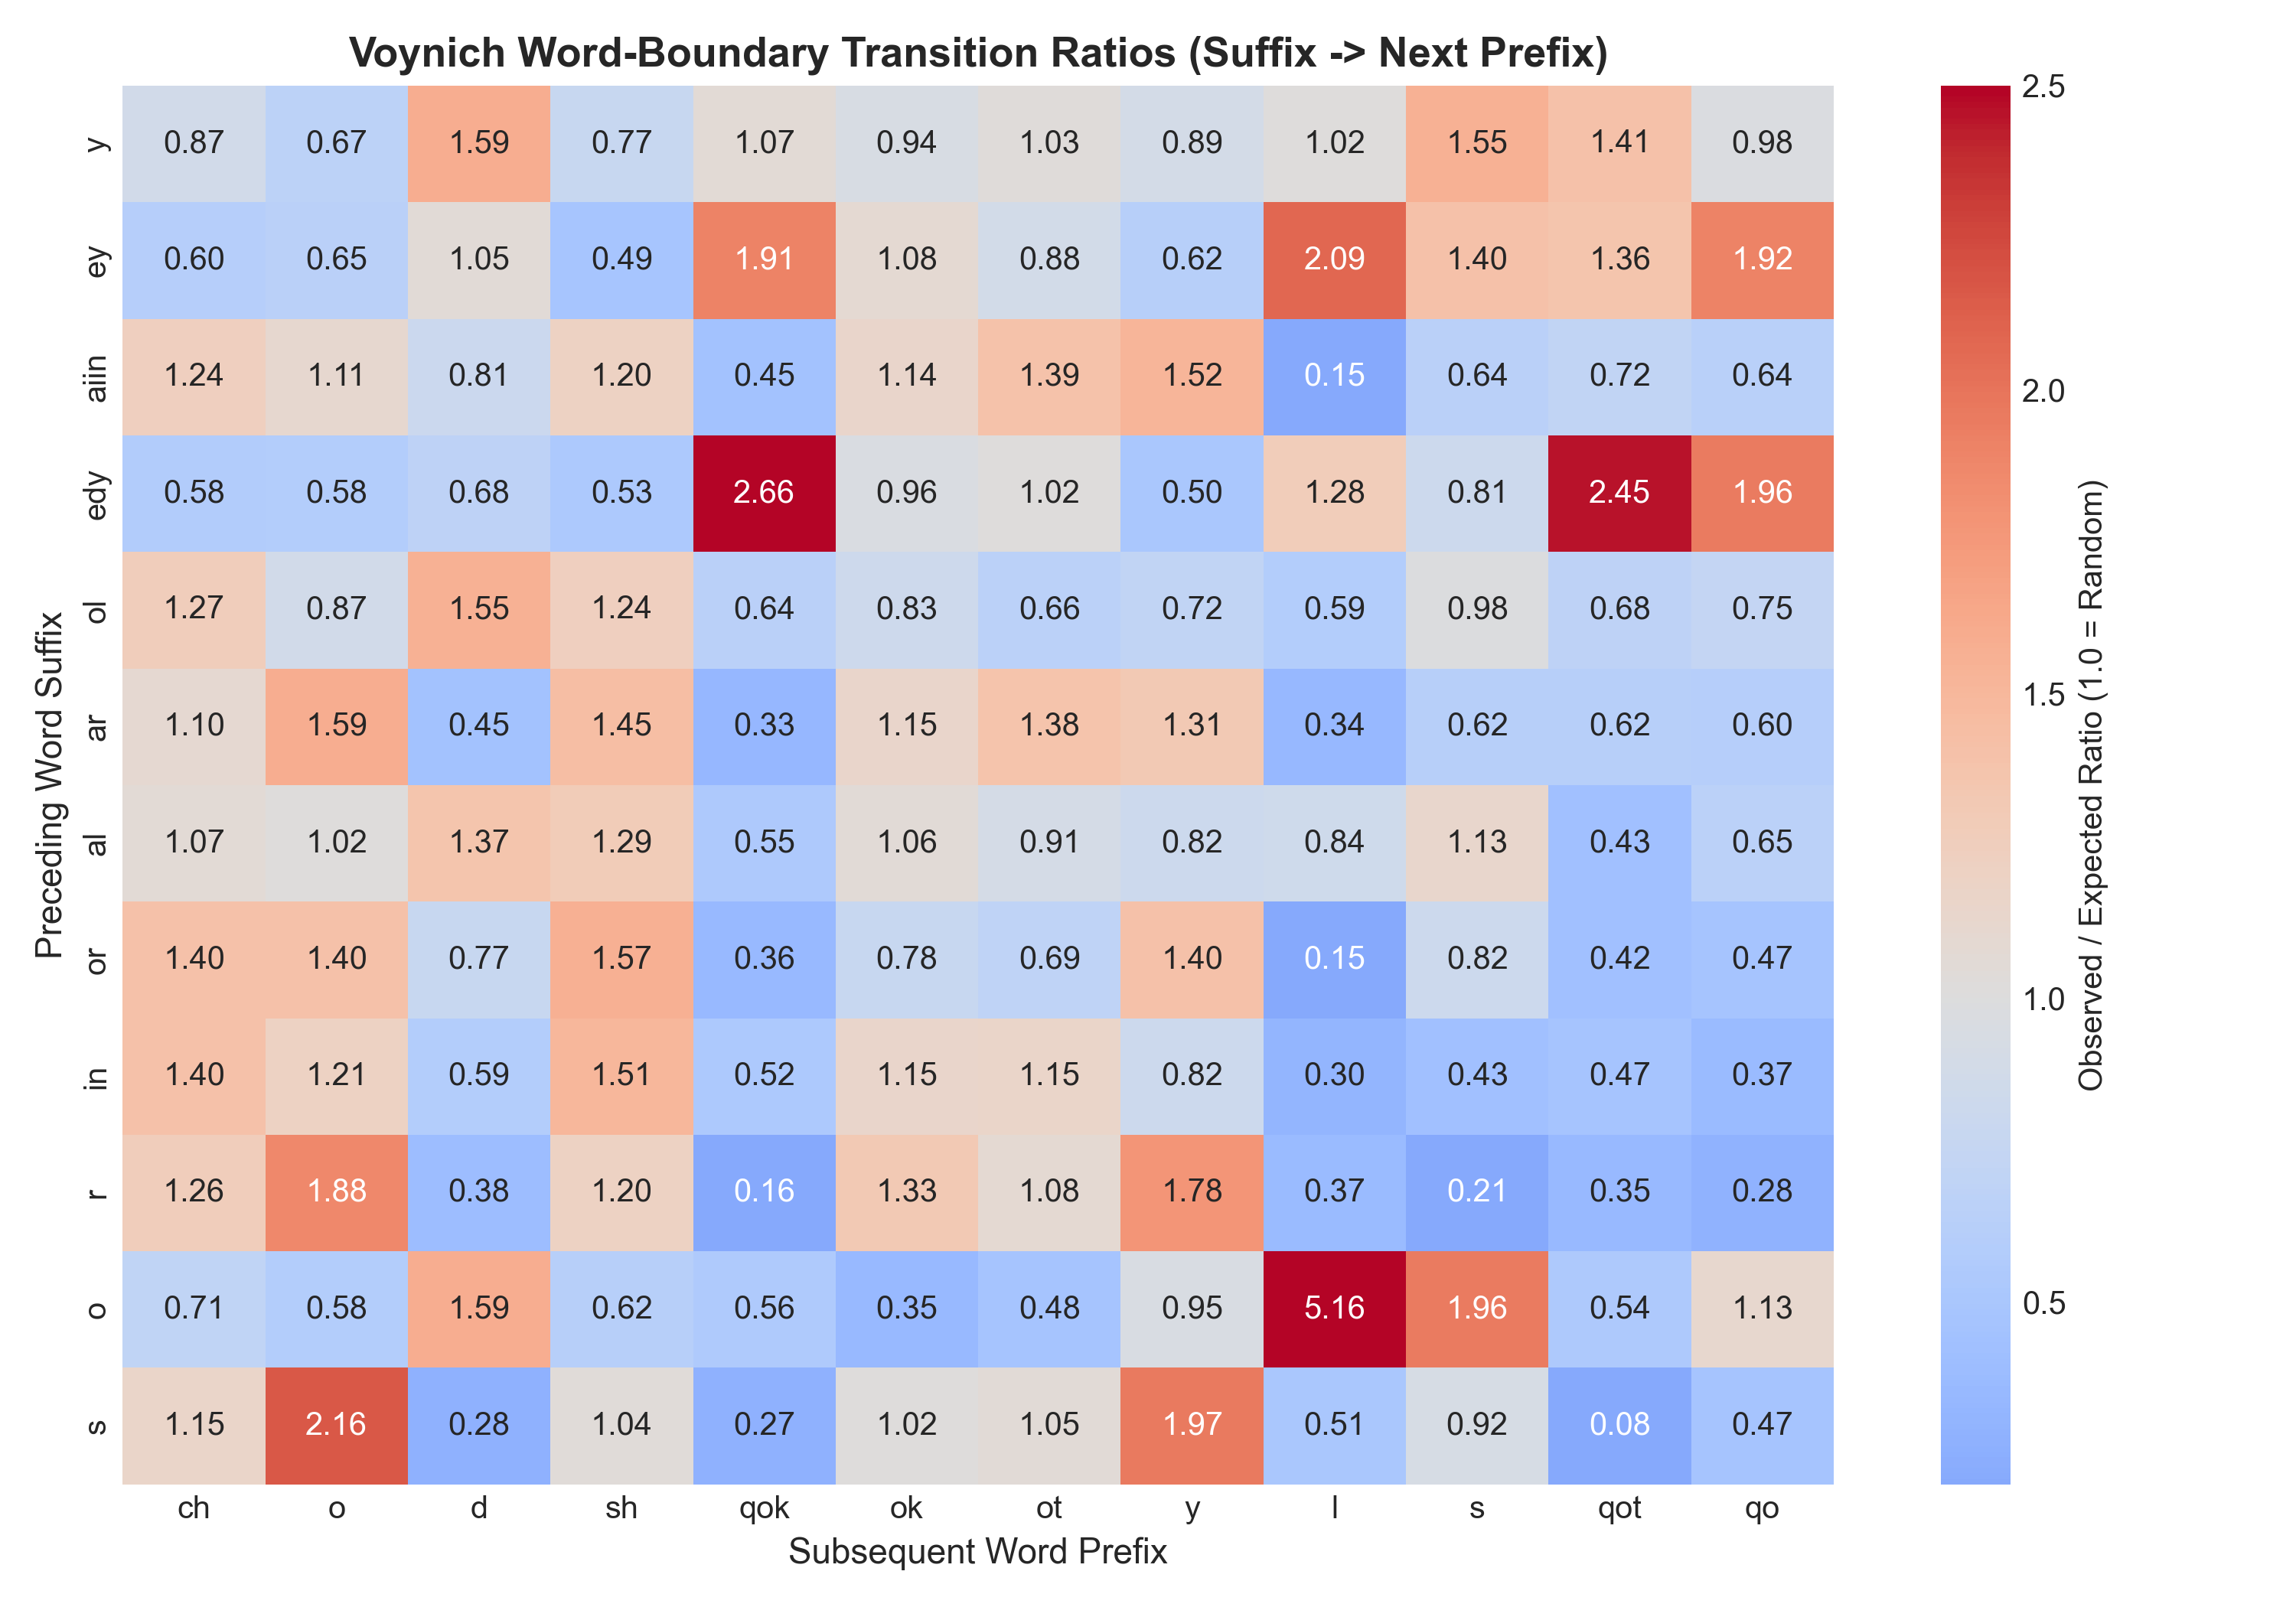 Voynich Word-Boundary Transition Ratios (Suffix -> Next Prefix)
y 0.87 0.67 1.59 0.77 1.07 0.94 1.03 0.89 1.02 1.55 1.41 0.98
ey 0.60 0.65 1.05 0.49 1.91 1.08 0.88 0.62 2.09 1.40 1.36 1.92
aiin 1.24 1.11 0.81 1.20 0.45 1.14 1.39 1.52 0.15 0.64 0.72 0.64
edy 0.58 0.58 0.68 0.53 2.66 0.96 1.02 0.50 1.28 0.81 2.45 1.96
ol 1.27 0.87 1.55 1.24 0.64 0.83 0.66 0.72 0.59 0.98 0.68 0.75
ar 1.10 1.59 0.45 1.45 0.33 1.15 1.38 1.31 0.34 0.62 0.62 0.60
al 1.07 1.02 1.37 1.29 0.55 1.06 0.91 0.82 0.84 1.13 0.43 0.65
or 1.40 1.40 0.77 1.57 0.36 0.78 0.69 1.40 0.15 0.82 0.42 0.47
in 1.40 1.21 0.59 1.51 0.52 1.15 1.15 0.82 0.30 0.43 0.47 0.37
r 1.26 1.88 0.38 1.20 0.16 1.33 1.08 1.78 0.37 0.21 0.35 0.28
o 0.71 0.58 1.59 0.62 0.56 0.35 0.48 0.95 5.16 1.96 0.54 1.13
s 1.15 2.16 0.28 1.04 0.27 1.02 1.05 1.97 0.51 0.92 0.08 0.47
ch o d sh qok ok ot y l s qot qo
Subsequent Word Prefix
Preceding Word Suffix
2.5
2.0
1.5
1.0
0.5
Observed / Expected Ratio (1.0 = Random)